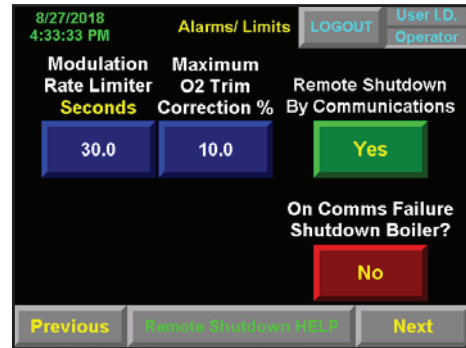 8/27/2018
4:33:33 PM
Alarms/ Limits
LOGOUT
User I.D.
Operator
Modulation
Rate Limiter
Seconds
30.0
Maximum
O2 Trim
Correction %
10.0
Remote Shutdown
By Communications
Yes
On Comms Failure
Shutdown Boiler?
No
Previous
Remote Shutdown HELP
Next